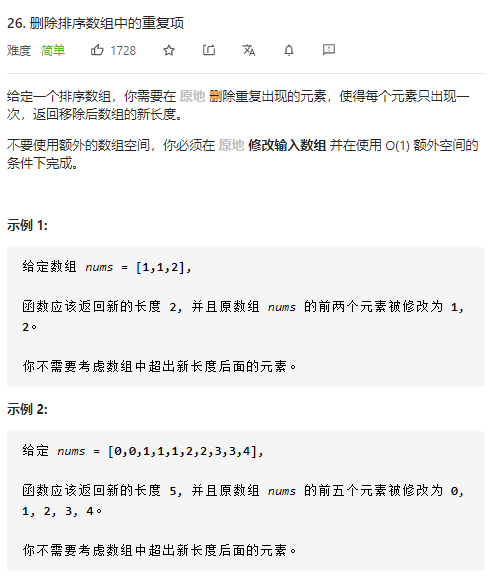 26. 删除排序数组中的重复项
难度 简单 1728
给定一个排序数组，你需要在 原地 删除重复出现的元素，使得每个元素只出现一
次，返回移除后数组的新长度。
不要使用额外的数组空间，你必须在 原地 修改输入数组 并在使用 O(1) 额外空间的
条件下完成。
示例 1:
给定数组 nums = [1,1,2],
函数应该返回新的长度 2, 并且原数组 nums 的前两个元素被修改为 1,
2。
你不需要考虑数组中超出新长度后面的元素。
示例 2:
给定 nums = [0,0,1,1,1,2,2,3,3,4],
函数应该返回新的长度 5, 并且原数组 nums 的前五个元素被修改为 0,
1, 2, 3, 4。
你不需要考虑数组中超出新长度后面的元素。